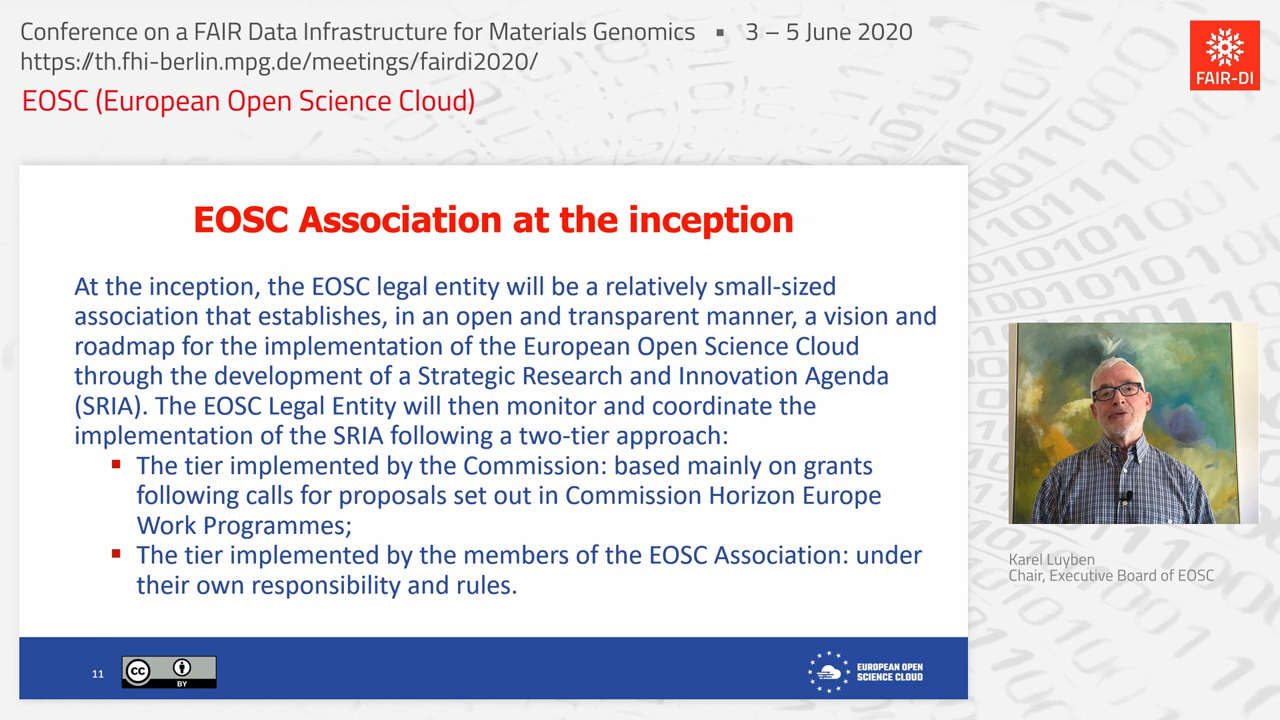 Conference on a FAIR Data Infrastructure for Materials Genomics ▪ 3 – 5 June 2020
https://th.fhi-berlin.mpg.de/meetings/fairdi2020/
EOSC (European Open Science Cloud)
FAIR-DI
EOSC Association at the inception
At the inception, the EOSC legal entity will be a relatively small-sized
association that establishes, in an open and transparent manner, a vision and
roadmap for the implementation of the European Open Science Cloud
through the development of a Strategic Research and Innovation Agenda
(SRIA). The EOSC Legal Entity will then monitor and coordinate the
implementation of the SRIA following a two-tier approach:
▪ The tier implemented by the Commission: based mainly on grants
following calls for proposals set out in Commission Horizon Europe
Work Programmes;
▪ The tier implemented by the members of the EOSC Association: under
their own responsibility and rules.
Karel Luyben
Chair, Executive Board of EOSC
11
cc
BY
EUROPEAN OPEN
SCIENCE CLOUD